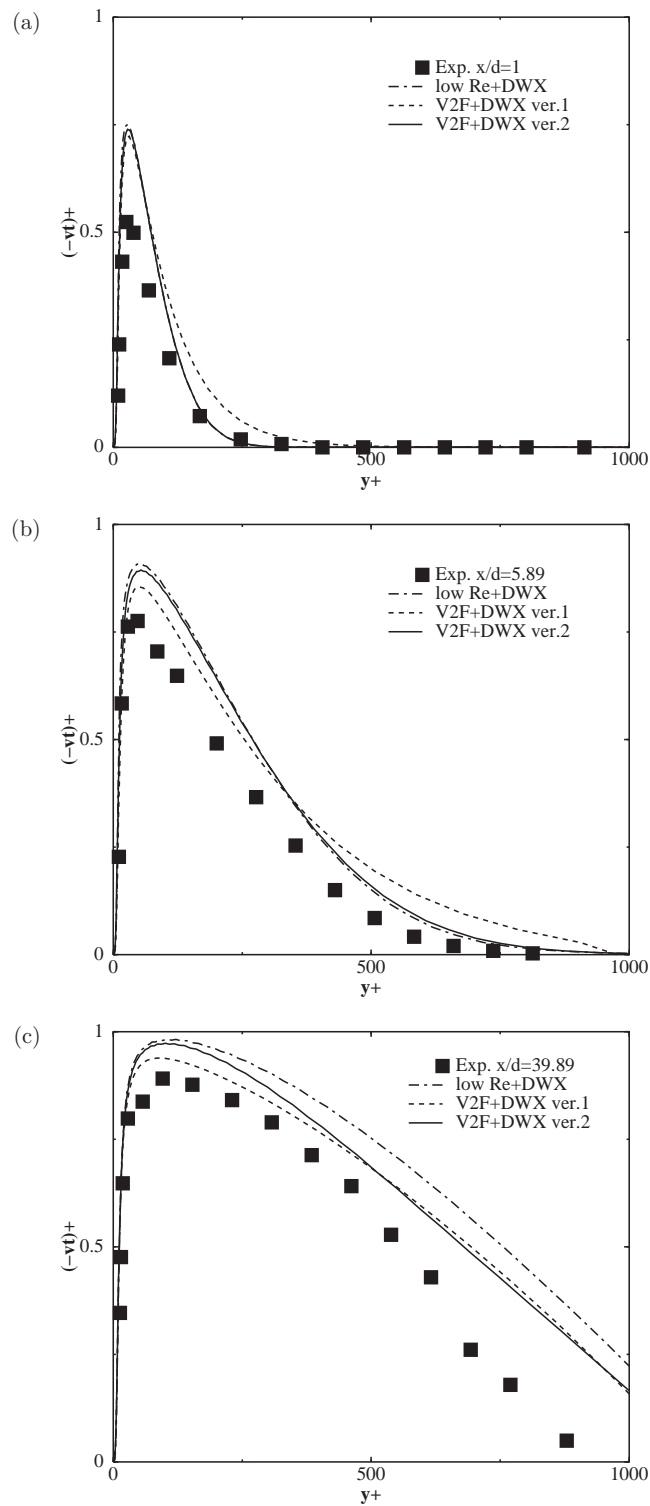 (a)
1
Exp. x/d=1
low Re+DWX
V2F+DWX ver.1
V2F+DWX ver.2
(−vt)+
0.5
0
0
500
1000
y+
(b)
1
Exp. x/d=5.89
low Re+DWX
V2F+DWX ver.1
V2F+DWX ver.2
(−vt)+
0.5
0
0
500
1000
y+
(c)
1
Exp. x/d=39.89
low Re+DWX
V2F+DWX ver.1
V2F+DWX ver.2
(−vt)+
0.5
0
0
500
1000
y+